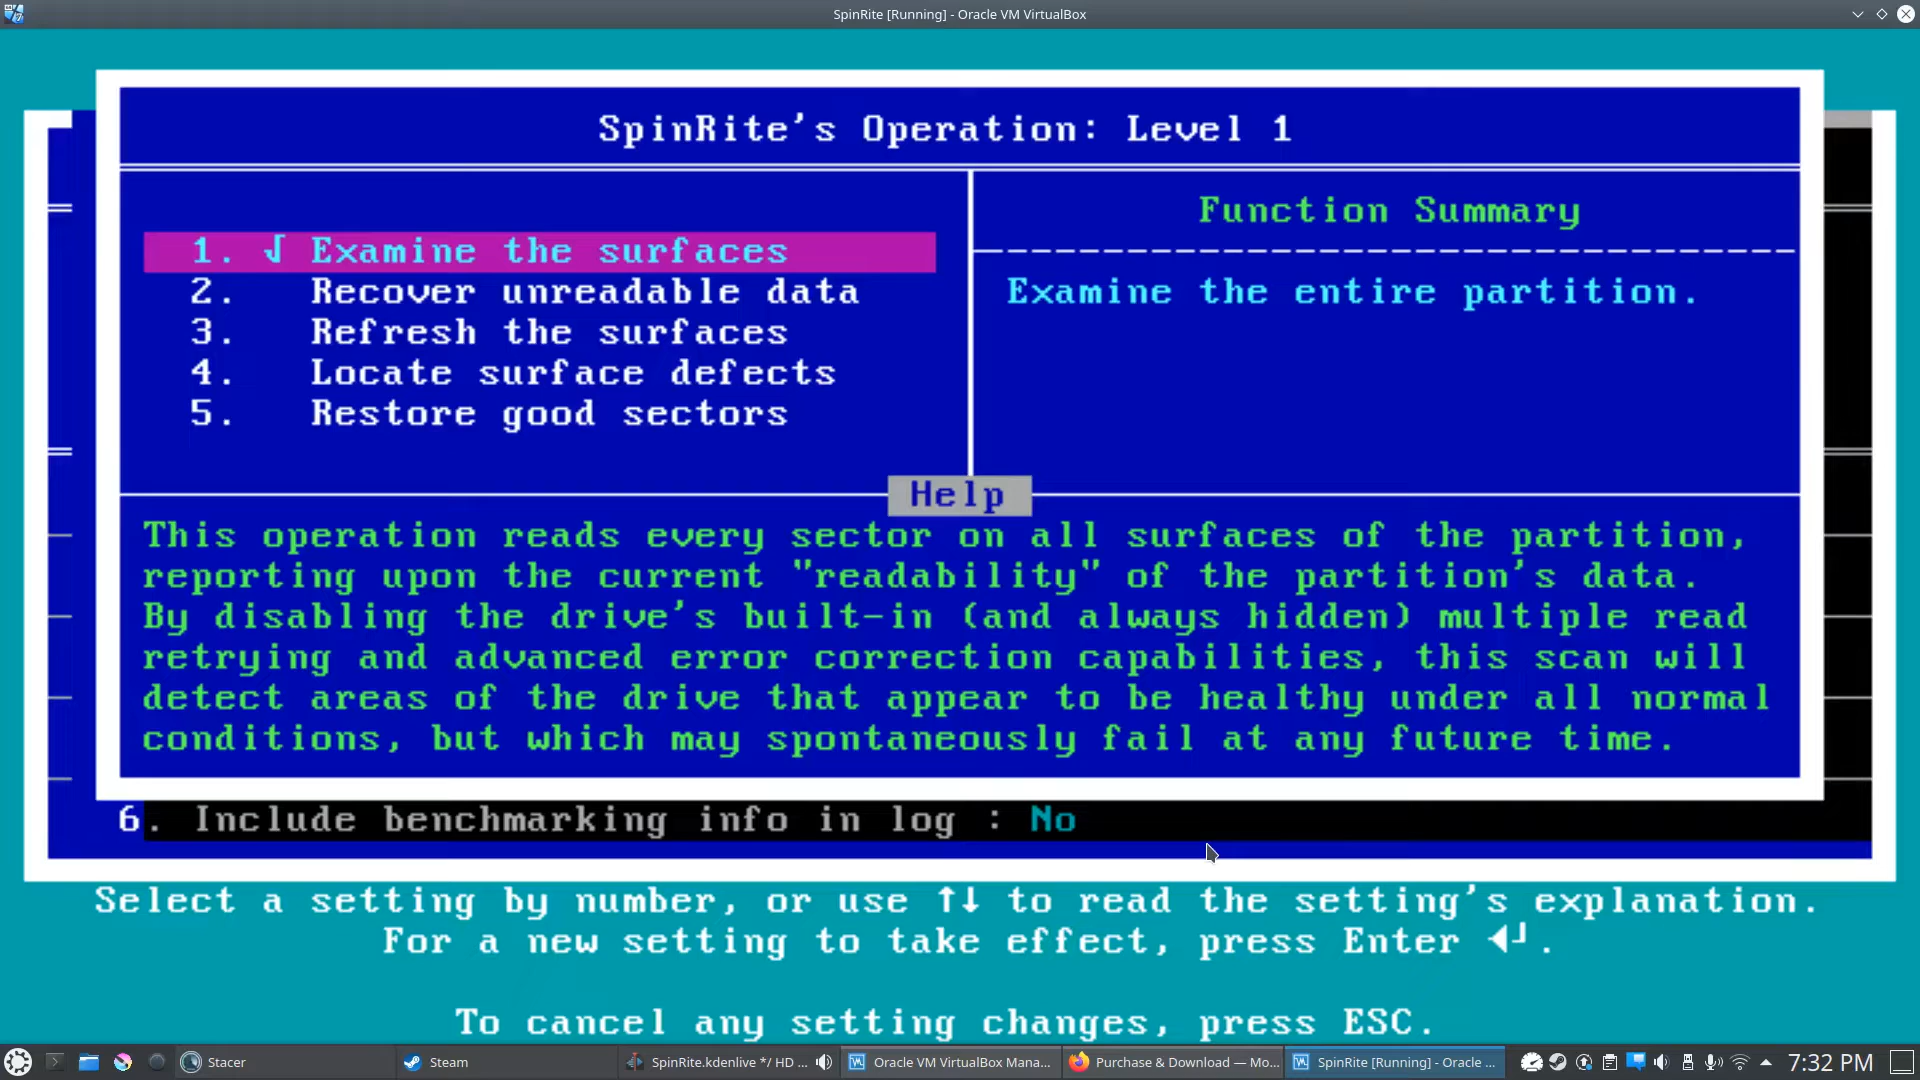 SpinRite [Running] - Oracle VM VirtualBox
SpinRite's Operation: Level 1
1. √ Examine the surfaces
2. Recover unreadable data
3. Refresh the surfaces
4. Locate surface defects
5. Restore good sectors
Function Summary
Examine the entire partition.
Help
This operation reads every sector on all surfaces of the partition,
reporting upon the current "readability" of the partition's data.
By disabling the drive's built-in (and always hidden) multiple read
retrying and advanced error correction capabilities, this scan will
detect areas of the drive that appear to be healthy under all normal
conditions, but which may spontaneously fail at any future time.
6. Include benchmarking info in log : No
Select a setting by number, or use ↑↓ to read the setting's explanation.
For a new setting to take effect, press Enter ◄┘.
To cancel any setting changes, press ESC.
Stacer
Steam
SpinRite.kdenlive */ HD ...
Oracle VM VirtualBox Mana...
Purchase & Download — Mo...
SpinRite [Running] - Oracle ...
7:32 PM